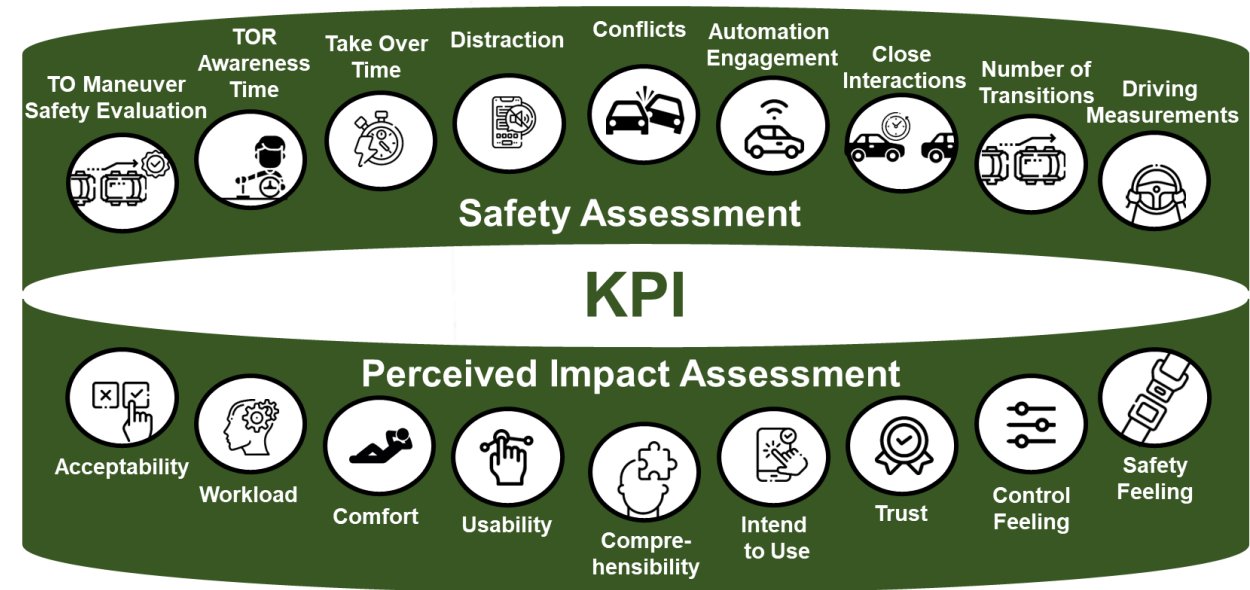 TO Maneuver
Safety Evaluation
TOR
Awareness
Time
Take Over
Time
Distraction
Conflicts
Automation
Engagement
Close
Interactions
Number of
Transitions
Driving
Measurements
Safety Assessment
KPI
Perceived Impact Assessment
Acceptability
Workload
Comfort
Usability
Compre-
hensibility
Intend
to Use
Trust
Control
Feeling
Safety
Feeling